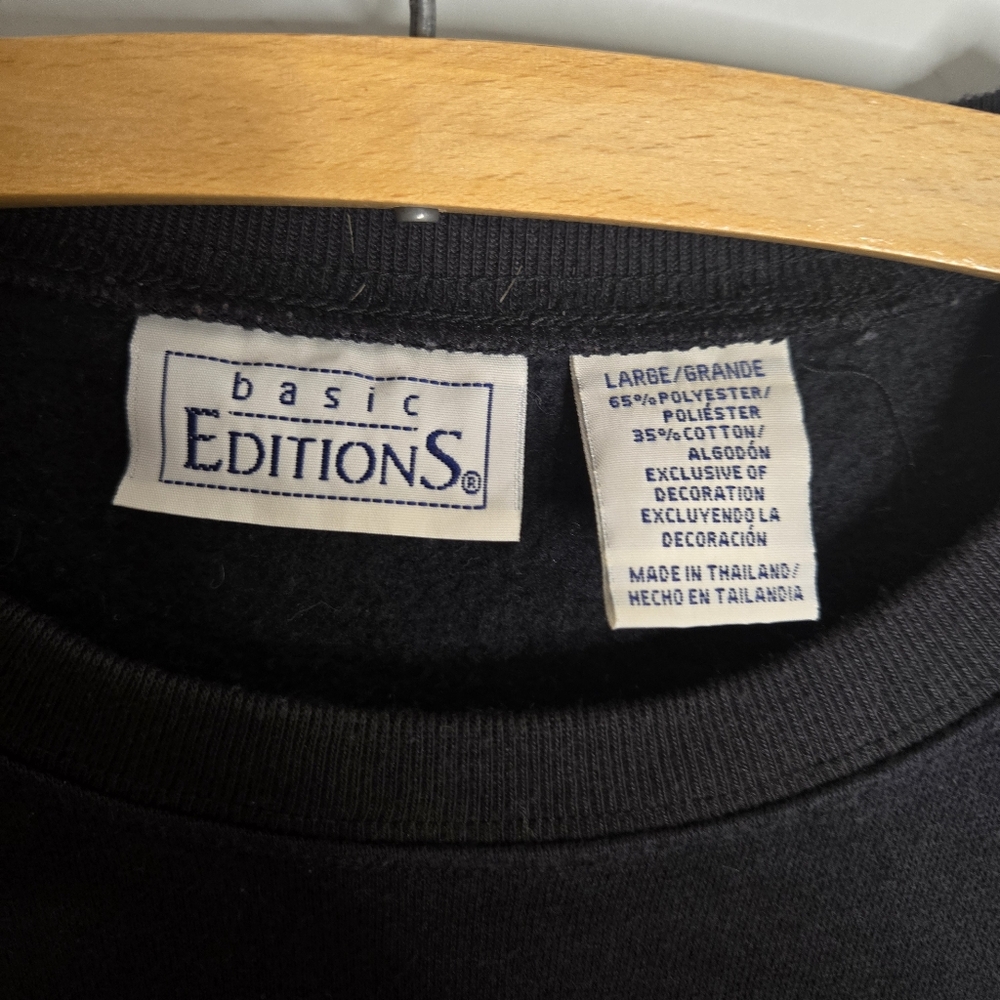 basic
EDITIONS®
LARGE/GRANDE
65% POLYESTER/
POLIÉSTER
35% COTTON/
ALGODÓN
EXCLUSIVE OF
DECORATION
EXCLUYENDO LA
DECORACIÓN
MADE IN THAILAND/
HECHO EN TAILANDIA